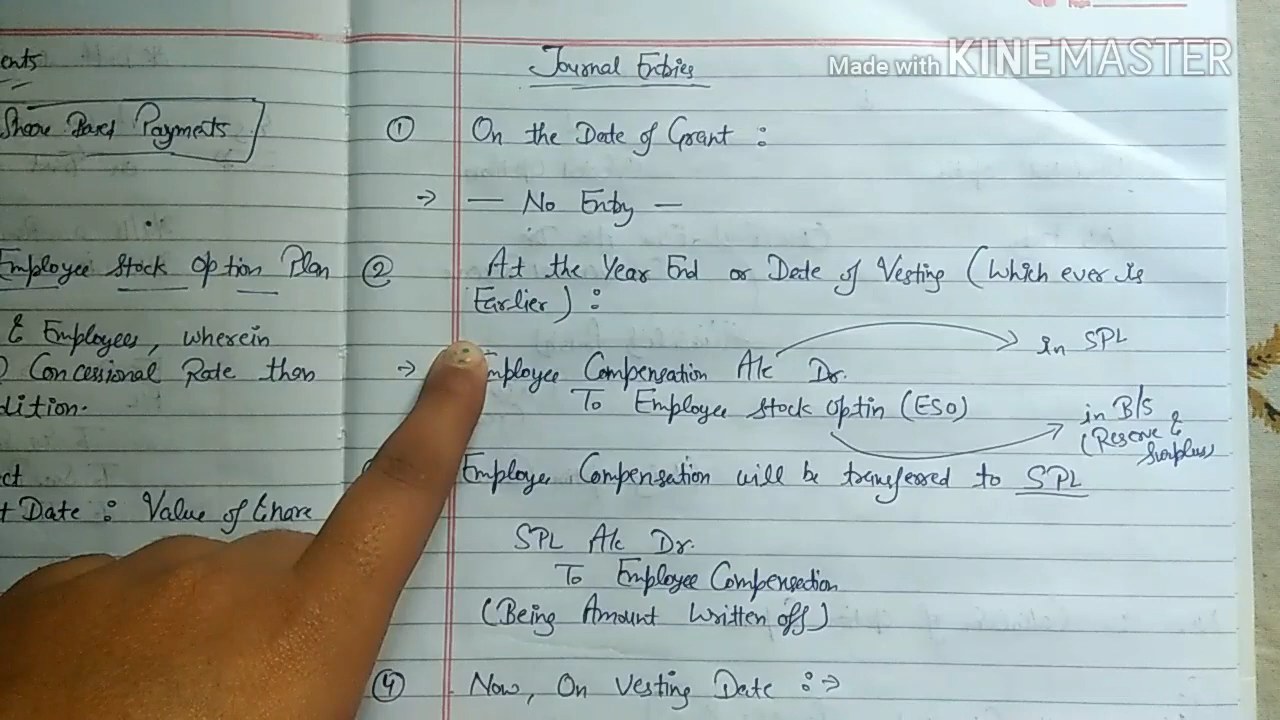 Made with KINEMASTER
ents
Share Based Payments
Employee Stock Option Plan
& Employees, wherein
Concessional Rate then
dition.
ct
t Date : Value of Share
Journal Entries
① On the Date of Grant :
→ — No Entry —
② At the Year End or Date of Vesting (Which ever is
Earlier) :
→ Employee Compensation A/c Dr.
in SPL
To Employee Stock Optin (ESO)
in B/S
(Reserve &
Surplus)
Employee Compensation will be transferred to SPL
SPL A/c Dr.
To Employee Compensection
(Being Amount Written off)
④ Now, On Vesting Date :→